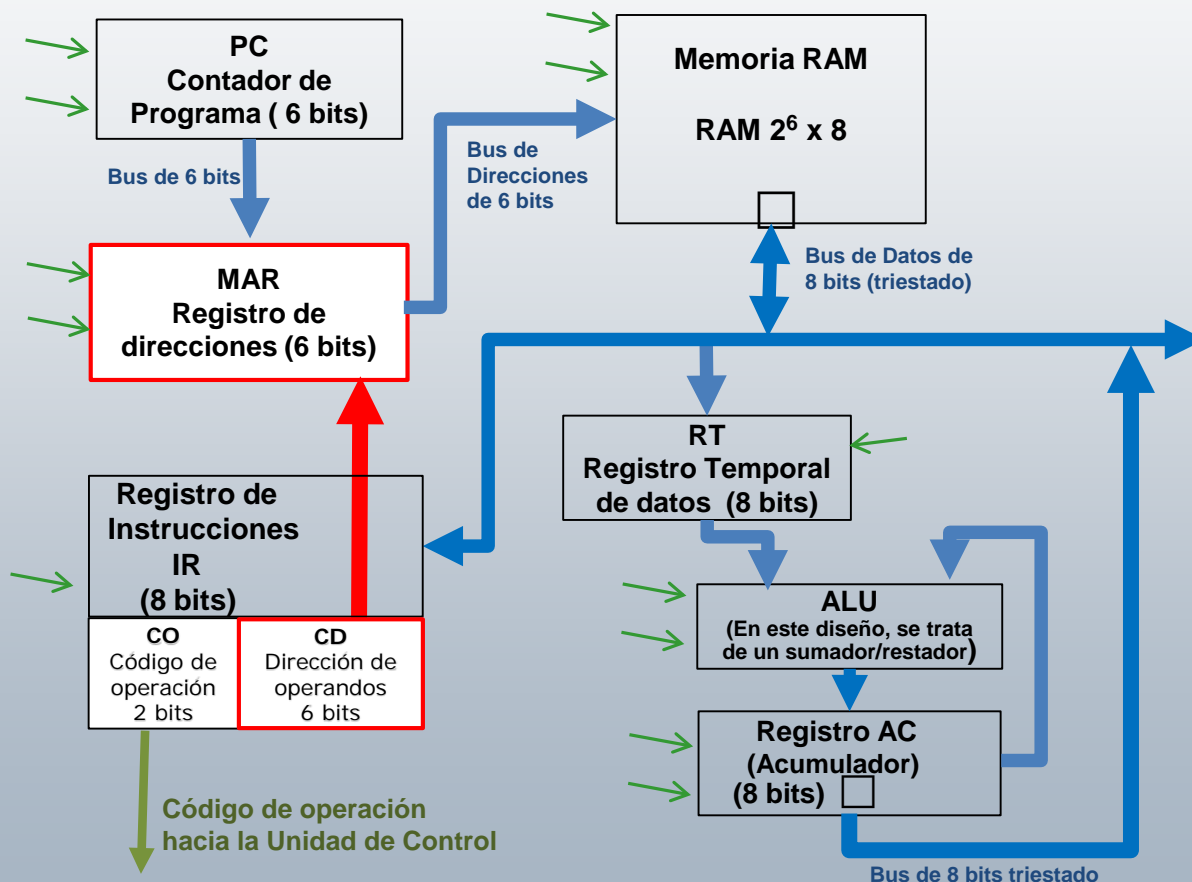 PC
Contador de
Programa ( 6 bits)
Bus de 6 bits
Memoria RAM
RAM 2⁶ x 8
Bus de
Direcciones
de 6 bits
Bus de Datos de
8 bits (triestado)
MAR
Registro de
direcciones (6 bits)
RT
Registro Temporal
de datos (8 bits)
Registro de
Instrucciones
IR
(8 bits)
CO
Código de
operación
2 bits
CD
Dirección de
operandos
6 bits
ALU
(En este diseño, se trata
de un sumador/restador)
Registro AC
(Acumulador)
(8 bits)
Código de operación
hacia la Unidad de Control
Bus de 8 bits triestado